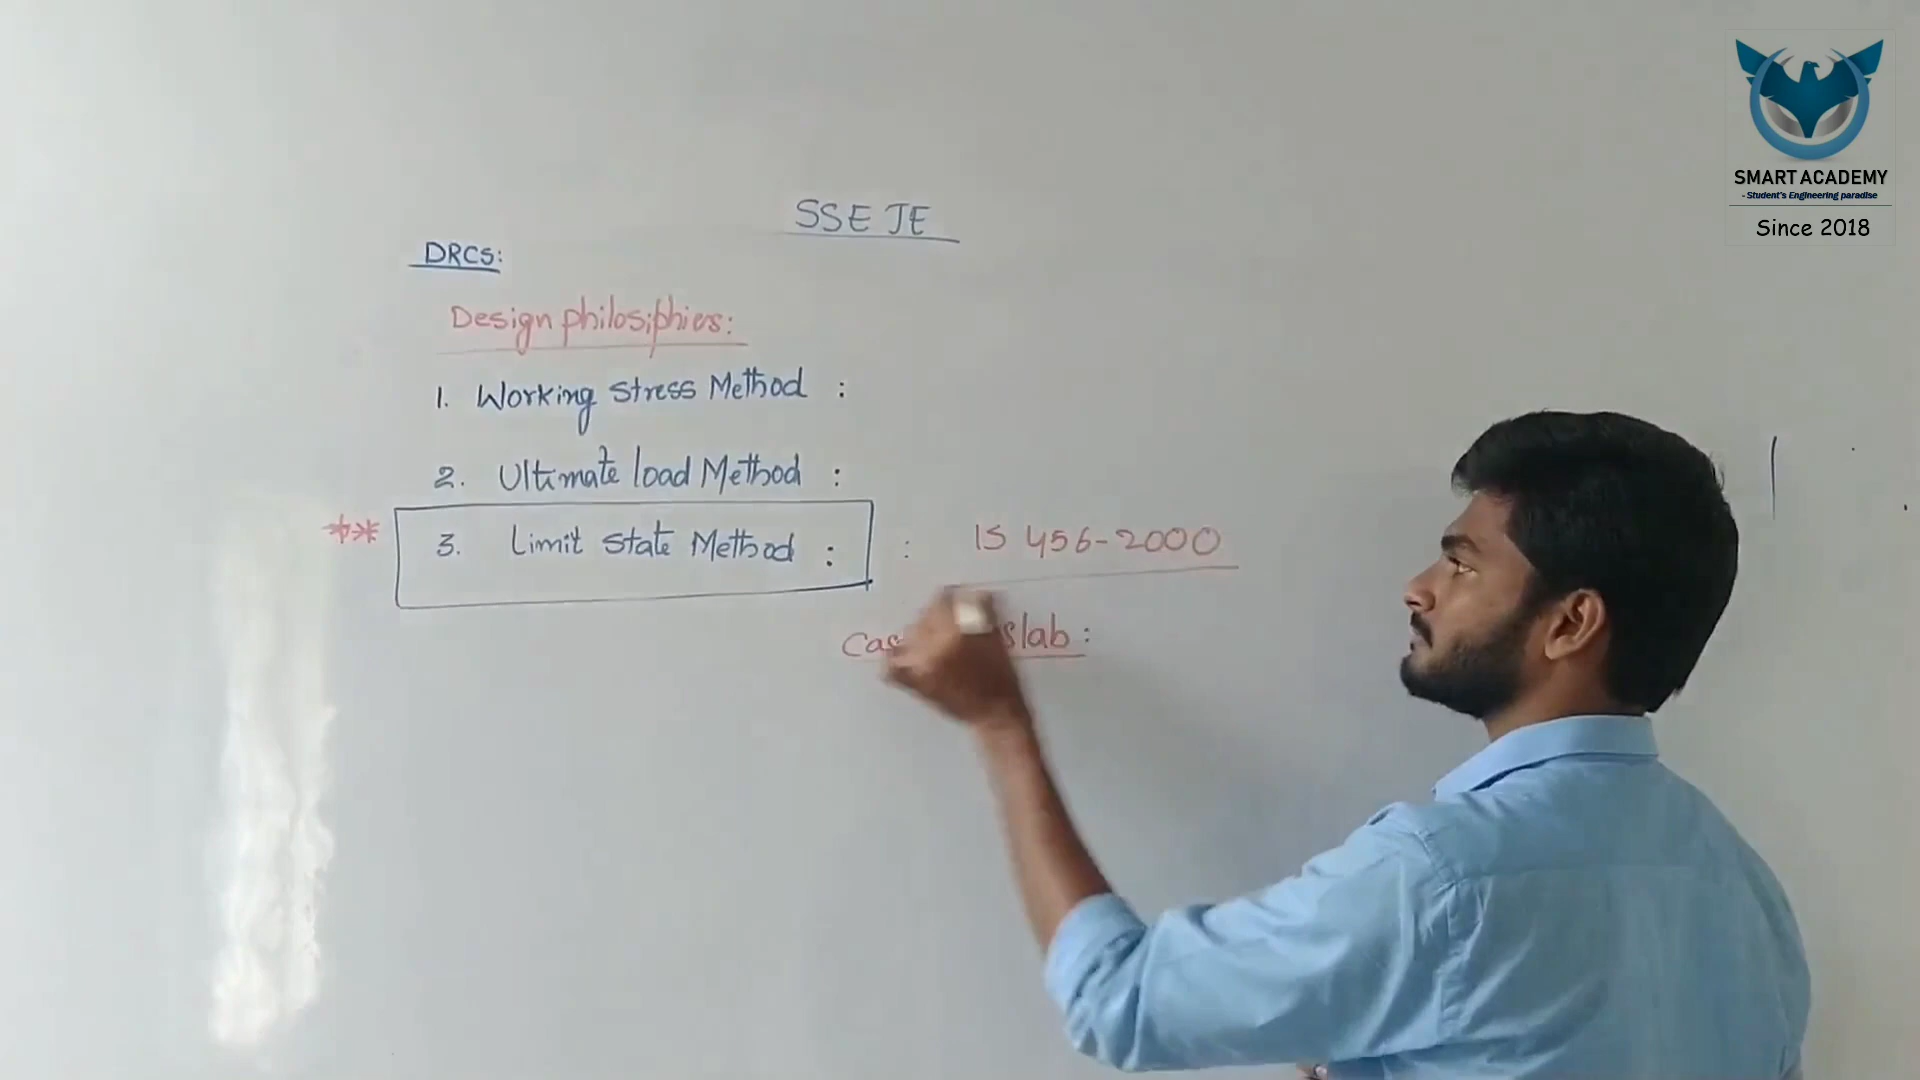 SMART ACADEMY
- Student's Engineering paradise
Since 2018
SSE JE
DRCS:
Design philosiphies:
1. Working stress Method :
2. Ultimate load Method :
** 3. Limit state Method : : IS 456-2000
slab: